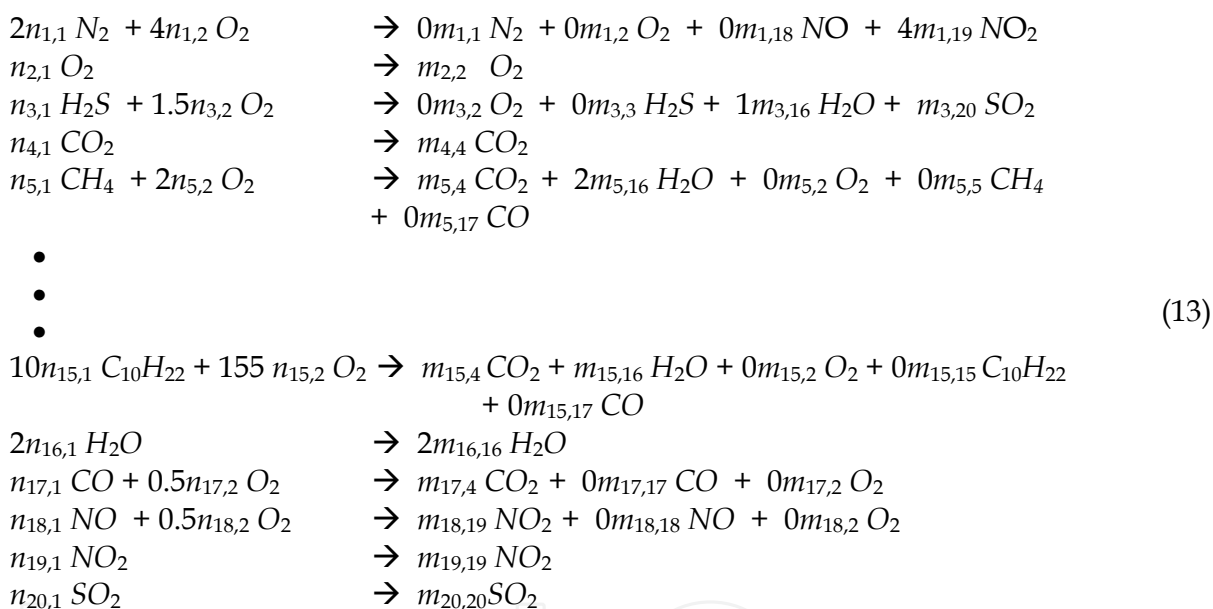 2n₁,₁ N₂ + 4n₁,₂ O₂ → 0m₁,₁ N₂ + 0m₁,₂ O₂ + 0m₁,₁₈ NO + 4m₁,₁₉ NO₂
n₂,₁ O₂ → m₂,₂ O₂
n₃,₁ H₂S + 1.5n₃,₂ O₂ → 0m₃,₂ O₂ + 0m₃,₃ H₂S + 1m₃,₁₆ H₂O + m₃,₂₀ SO₂
n₄,₁ CO₂ → m₄,₄ CO₂
n₅,₁ CH₄ + 2n₅,₂ O₂ → m₅,₄ CO₂ + 2m₅,₁₆ H₂O + 0m₅,₂ O₂ + 0m₅,₅ CH₄
+ 0m₅,₁₇ CO
•
•
• (13)
10n₁₅,₁ C₁₀H₂₂ + 155 n₁₅,₂ O₂ → m₁₅,₄ CO₂ + m₁₅,₁₆ H₂O + 0m₁₅,₂ O₂ + 0m₁₅,₁₅ C₁₀H₂₂
+ 0m₁₅,₁₇ CO
2n₁₆,₁ H₂O → 2m₁₆,₁₆ H₂O
n₁₇,₁ CO + 0.5n₁₇,₂ O₂ → m₁₇,₄ CO₂ + 0m₁₇,₁₇ CO + 0m₁₇,₂ O₂
n₁₈,₁ NO + 0.5n₁₈,₂ O₂ → m₁₈,₁₉ NO₂ + 0m₁₈,₁₈ NO + 0m₁₈,₂ O₂
n₁₉,₁ NO₂ → m₁₉,₁₉ NO₂
n₂₀,₁ SO₂ → m₂₀,₂₀SO₂